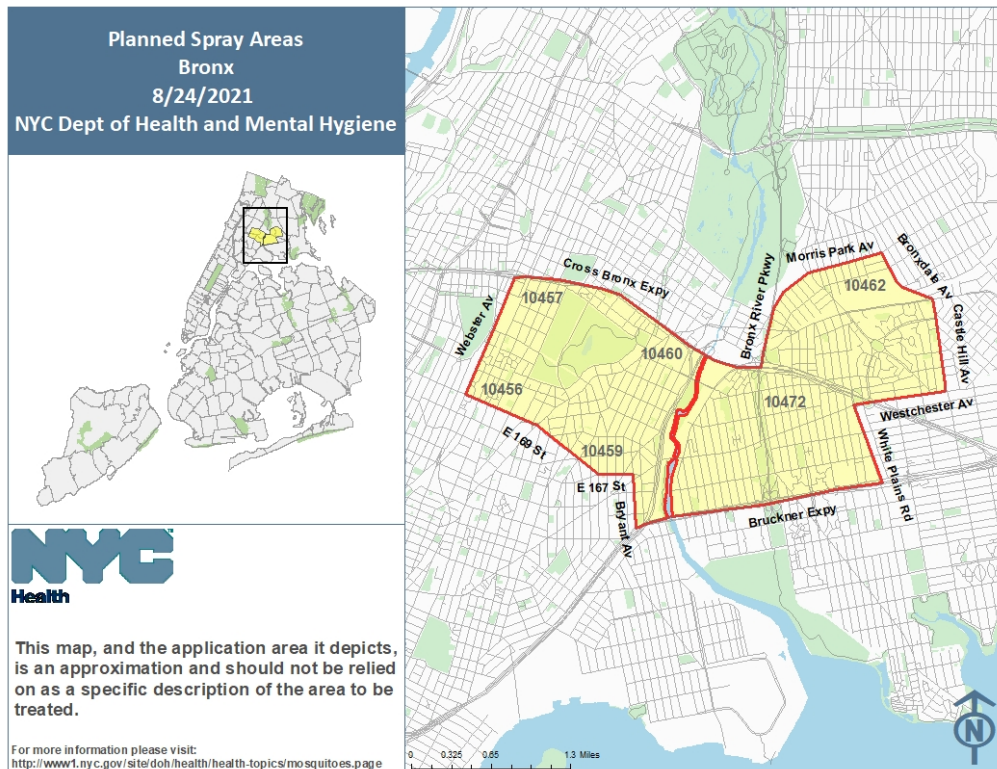 Planned Spray Areas
Bronx
8/24/2021
NYC Dept of Health and Mental Hygiene
NYC
Health
This map, and the application area it depicts,
is an approximation and should not be relied
on as a specific description of the area to be
treated.
For more information please visit:
http://www1.nyc.gov/site/doh/health/health-topics/mosquitoes.page
Morris Park Av
Bronxdale Av
Cross Bronx Expy
Bronx River Pkwy
10462
10457
Webster Av
Castle Hill Av
10460
10456
10472
Westchester Av
E 169 St
10459
White Plains Rd
E 167 St
Bryant Av
Bruckner Expy
N
0 0.325 0.65 1.3 Miles